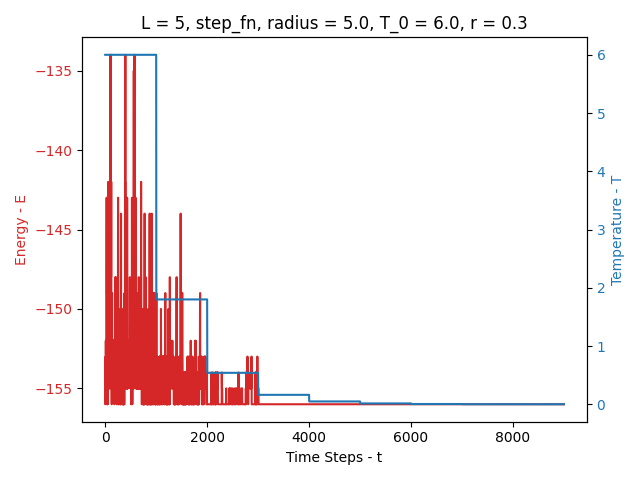 L = 5, step_fn, radius = 5.0, T_0 = 6.0, r = 0.3
Energy - E
−135
−140
−145
−150
−155
6
5
4
3
2
1
0
Temperature - T
0 2000 4000 6000 8000
Time Steps - t